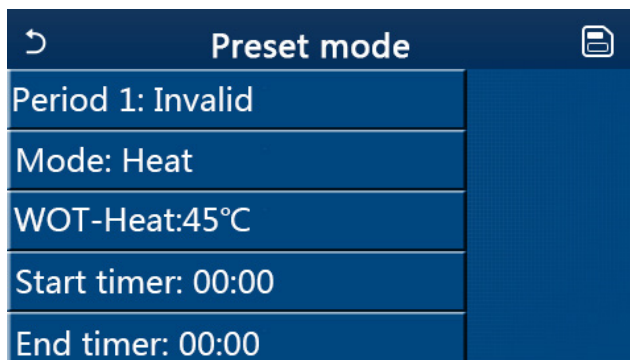 Preset mode
Period 1: Invalid
Mode: Heat
WOT-Heat:45℃
Start timer: 00:00
End timer: 00:00